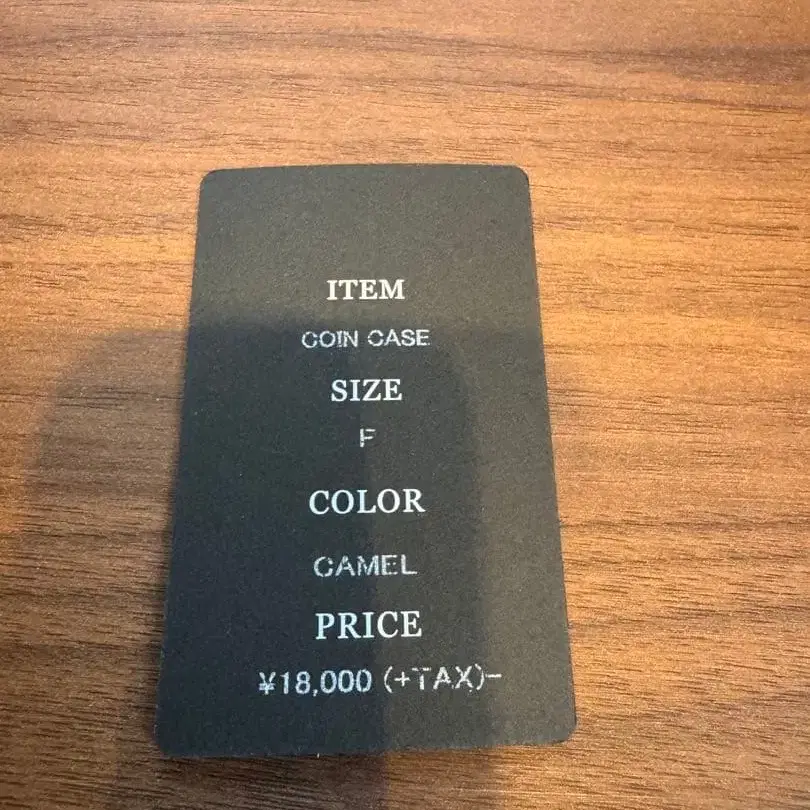 ITEM
COIN CASE
SIZE
F
COLOR
CAMEL
PRICE
¥18,000 (+TAX)-